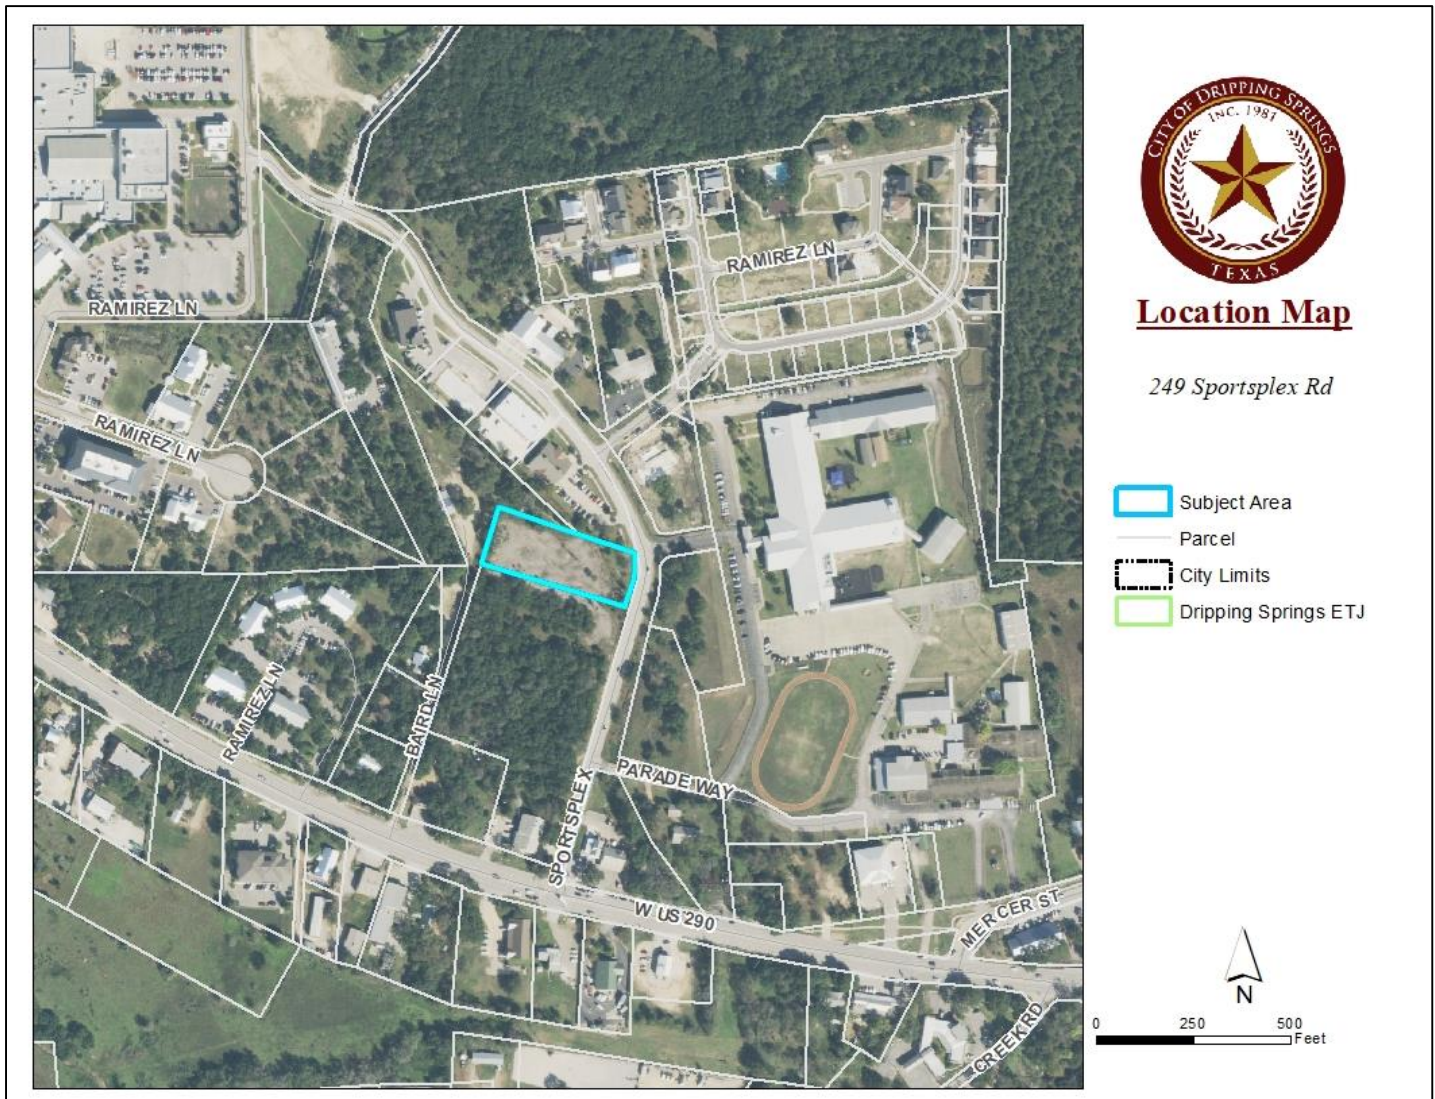 CITY OF DRIPPING SPRINGS
INC. 1981
TEXAS
Location Map
249 Sportsplex Rd
Subject Area
Parcel
City Limits
Dripping Springs ETJ
RAMIREZ LN
RAMIREZ LN
RAMIREZ LN
RAMIREZ LN
BAIRD LN
PARADE WAY
SPORTSPLEX
W US 290
MERCER ST
CREEK RD
N
0 250 500
Feet